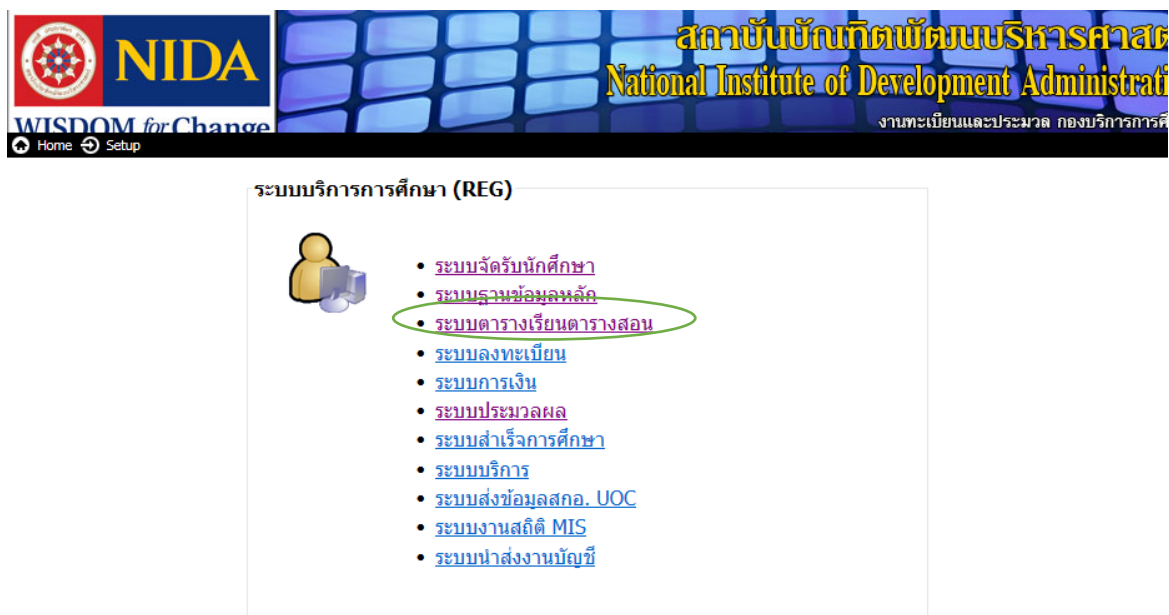 NIDA
WISDOM for Change
สถาบันบัณฑิตพัฒนบริหารศาสต
National Institute of Development Administrati
งานทะเบียนและประมวล กองบริการการศึ
Home Setup
ระบบบริการการศึกษา (REG)
ระบบจัดรับนักศึกษา
ระบบฐานข้อมูลหลัก
ระบบตารางเรียนตารางสอน
ระบบลงทะเบียน
ระบบการเงิน
ระบบประมวลผล
ระบบสำเร็จการศึกษา
ระบบบริการ
ระบบส่งข้อมูลสกอ. UOC
ระบบงานสถิติ MIS
ระบบนำส่งงานบัญชี